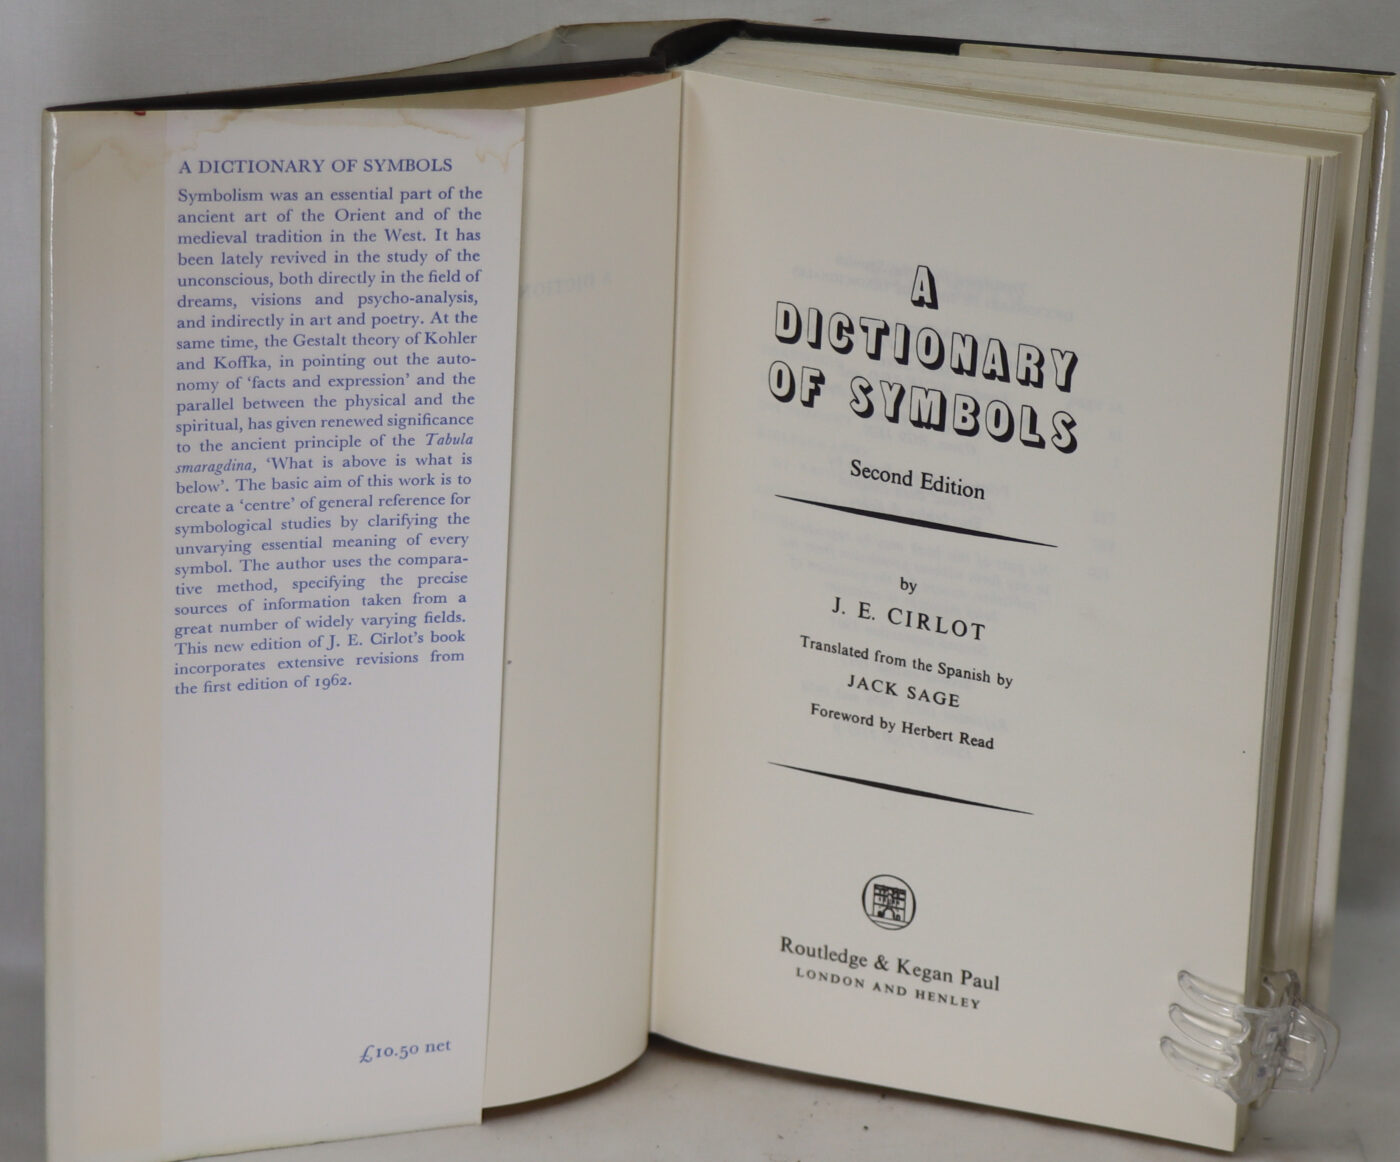 A DICTIONARY OF SYMBOLS
Symbolism was an essential part of the
ancient art of the Orient and of the
medieval tradition in the West. It has
been lately revived in the study of the
unconscious, both directly in the field of
dreams, visions and psycho-analysis,
and indirectly in art and poetry. At the
same time, the Gestalt theory of Kohler
and Koffka, in pointing out the auto-
nomy of ‘facts and expression’ and the
parallel between the physical and the
spiritual, has given renewed significance
to the ancient principle of the Tabula
smaragdina, ‘What is above is what is
below’. The basic aim of this work is to
create a ‘centre’ of general reference for
symbological studies by clarifying the
unvarying essential meaning of every
symbol. The author uses the compara-
tive method, specifying the precise
sources of information taken from a
great number of widely varying fields.
This new edition of J. E. Cirlot’s book
incorporates extensive revisions from
the first edition of 1962.
£10.50 net
A
DICTIONARY
OF SYMBOLS
Second Edition
by
J. E. CIRLOT
Translated from the Spanish by
JACK SAGE
Foreword by Herbert Read
Routledge & Kegan Paul
LONDON AND HENLEY